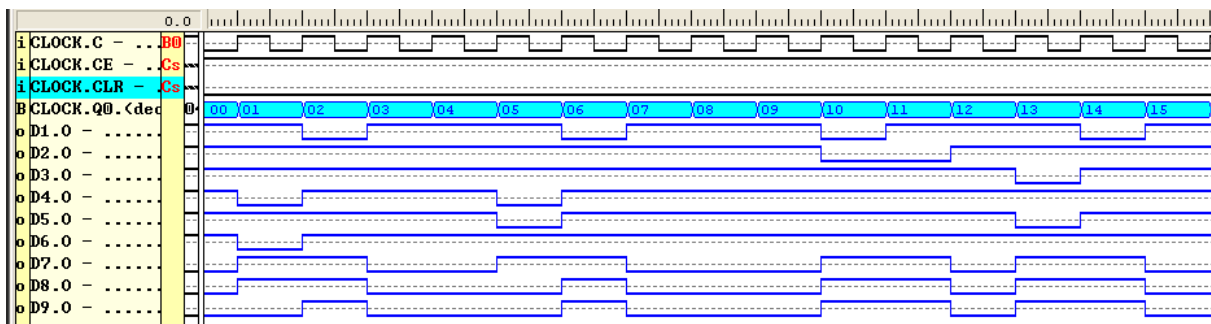 0.0
i CLOCK.C - ...B0
i CLOCK.CE - ..Cs
i CLOCK.CLR - .Cs
B CLOCK.Q0.(dec 0 00 01 02 03 04 05 06 07 08 09 10 11 12 13 14 15
o D1.0 - ......
o D2.0 - ......
o D3.0 - ......
o D4.0 - ......
o D5.0 - ......
o D6.0 - ......
o D7.0 - ......
o D8.0 - ......
o D9.0 - ......